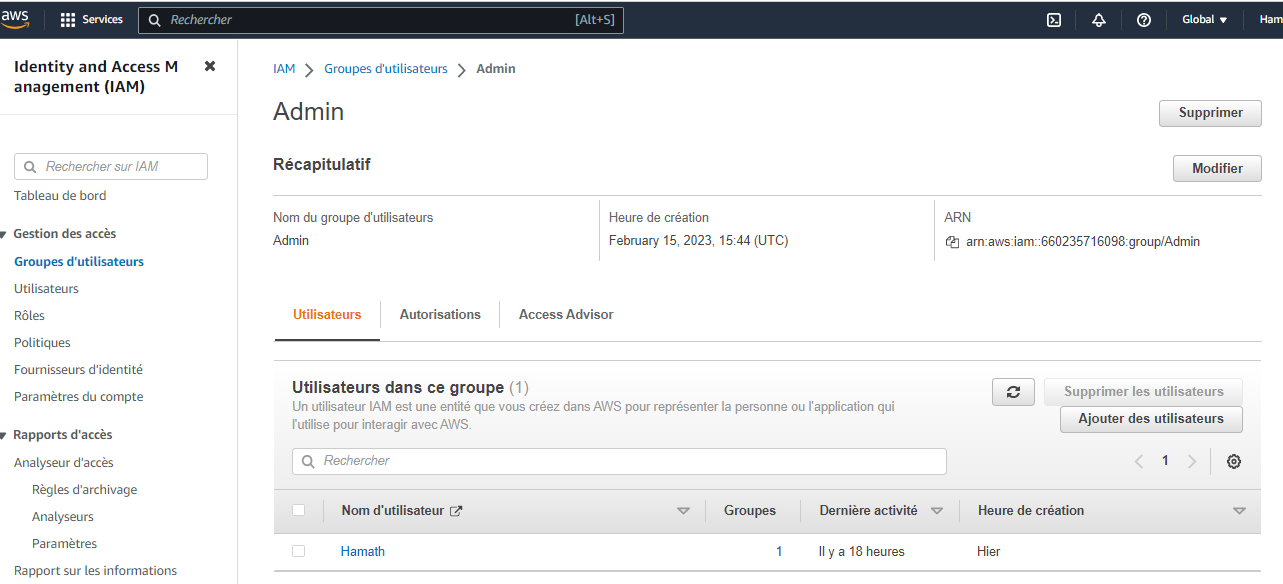 aws
Services
Rechercher
[Alt+S]
Global
Ham
Identity and Access M
anagement (IAM)
Rechercher sur IAM
Tableau de bord
Gestion des accès
Groupes d'utilisateurs
Utilisateurs
Rôles
Politiques
Fournisseurs d'identité
Paramètres du compte
Rapports d'accès
Analyseur d'accès
Règles d'archivage
Analyseurs
Paramètres
Rapport sur les informations
IAM
Groupes d'utilisateurs
Admin
Admin
Supprimer
Récapitulatif
Modifier
Nom du groupe d'utilisateurs
Admin
Heure de création
February 15, 2023, 15:44 (UTC)
ARN
arn:aws:iam::660235716098:group/Admin
Utilisateurs
Autorisations
Access Advisor
Utilisateurs dans ce groupe (1)
Un utilisateur IAM est une entité que vous créez dans AWS pour représenter la personne ou l'application qui
l'utilise pour interagir avec AWS.
Supprimer les utilisateurs
Ajouter des utilisateurs
Rechercher
1
Nom d'utilisateur
Groupes
Dernière activité
Heure de création
Hamath
1
Il y a 18 heures
Hier